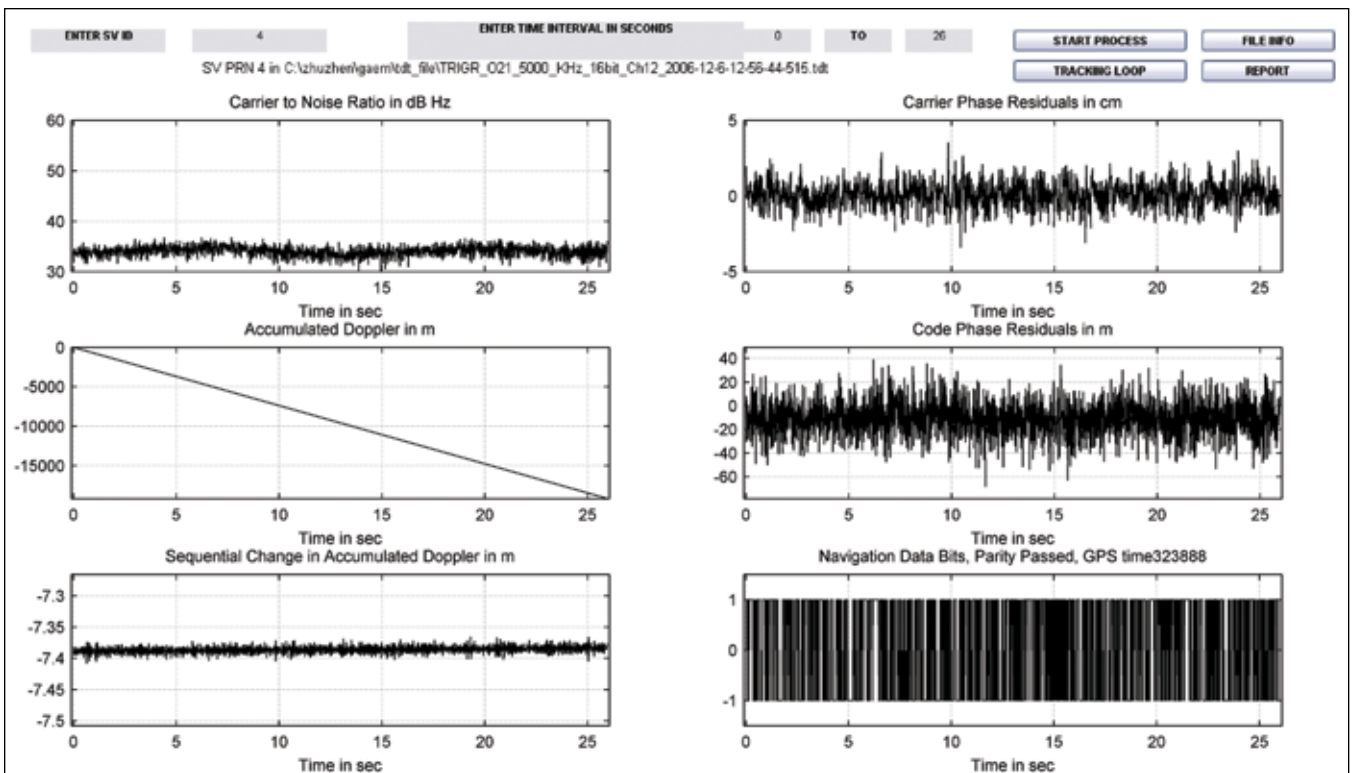 ENTER SV ID 4 ENTER TIME INTERVAL IN SECONDS 0 TO 26 START PROCESS FILE INFO
SV PRN 4 in C:\zhuzhen\gaem\tdt_file\TRIGR_O21_5000_KHz_16bit_Ch12_2006-12-6-12-56-44-515.tdt TRACKING LOOP REPORT
Carrier to Noise Ratio in dB Hz
60
50
40
30
0 5 10 15 20 25
Time in sec
Carrier Phase Residuals in cm
5
0
-5
0 5 10 15 20 25
Time in sec
Accumulated Doppler in m
0
-5000
-10000
-15000
0 5 10 15 20 25
Time in sec
Code Phase Residuals in m
40
20
0
-20
-40
-60
0 5 10 15 20 25
Time in sec
Sequential Change in Accumulated Doppler in m
-7.3
-7.35
-7.4
-7.45
-7.5
0 5 10 15 20 25
Time in sec
Navigation Data Bits, Parity Passed, GPS time323888
1
0
-1
0 5 10 15 20 25
Time in sec